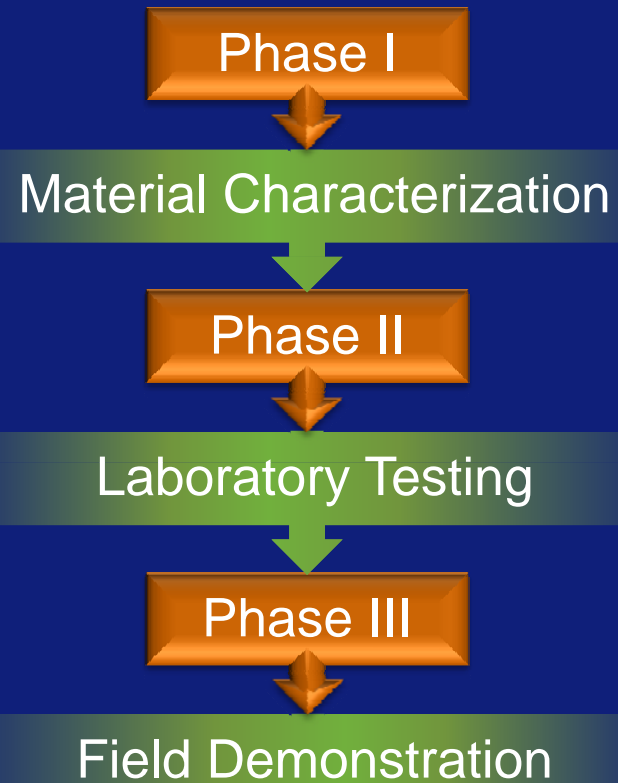 Phase I
Material Characterization
Phase II
Laboratory Testing
Phase III
Field Demonstration